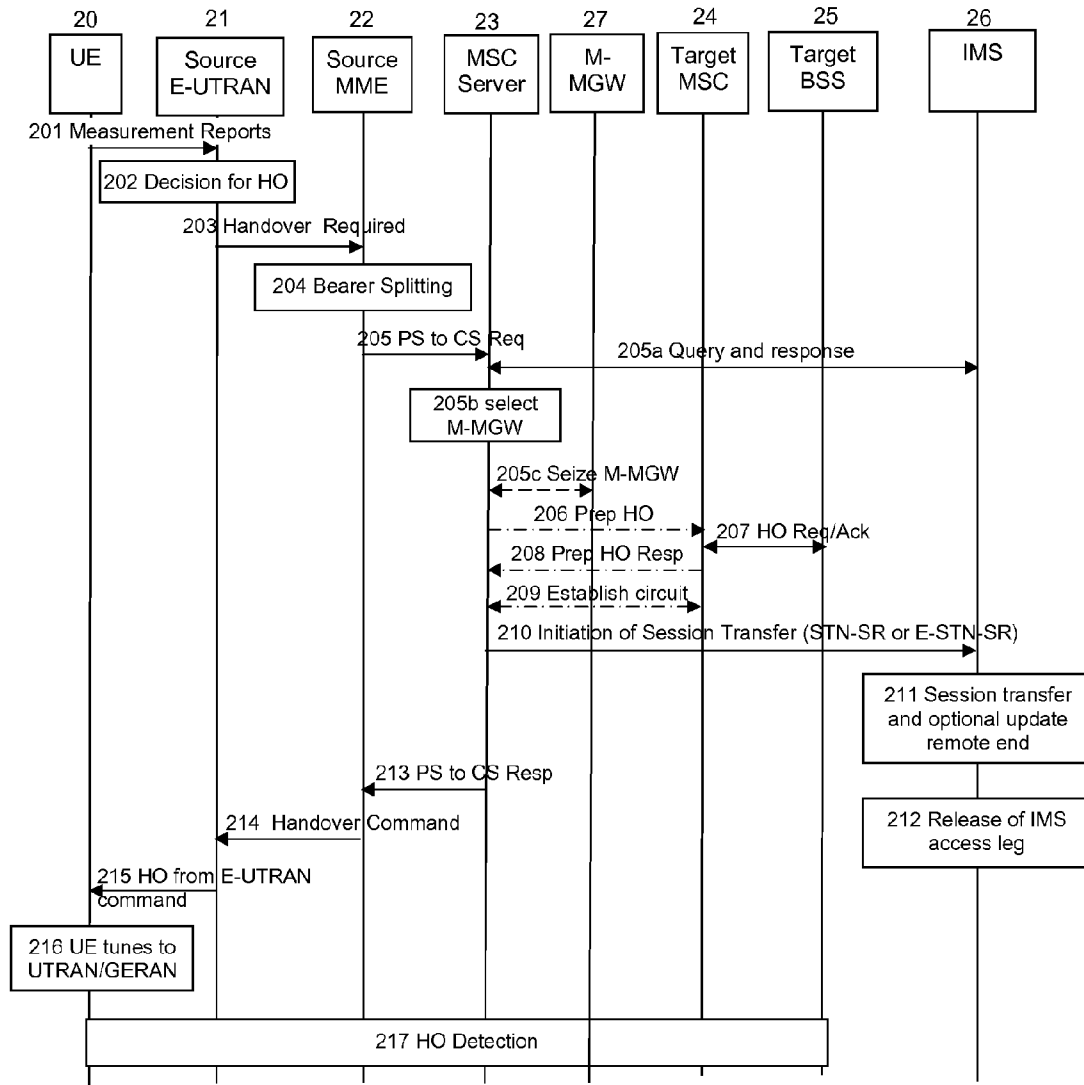 20 21 22 23 27 24 25 26
UE
Source
E-UTRAN
Source
MME
MSC
Server
M-
MGW
Target
MSC
Target
BSS
IMS
201 Measurement Reports
202 Decision for HO
203 Handover Required
204 Bearer Splitting
205 PS to CS Req
205a Query and response
205b select
M-MGW
205c Seize M-MGW
206 Prep HO
207 HO Req/Ack
208 Prep HO Resp
209 Establish circuit
210 Initiation of Session Transfer (STN-SR or E-STN-SR)
211 Session transfer
and optional update
remote end
213 PS to CS Resp
214 Handover Command
212 Release of IMS
access leg
215 HO from E-UTRAN
command
216 UE tunes to
UTRAN/GERAN
217 HO Detection